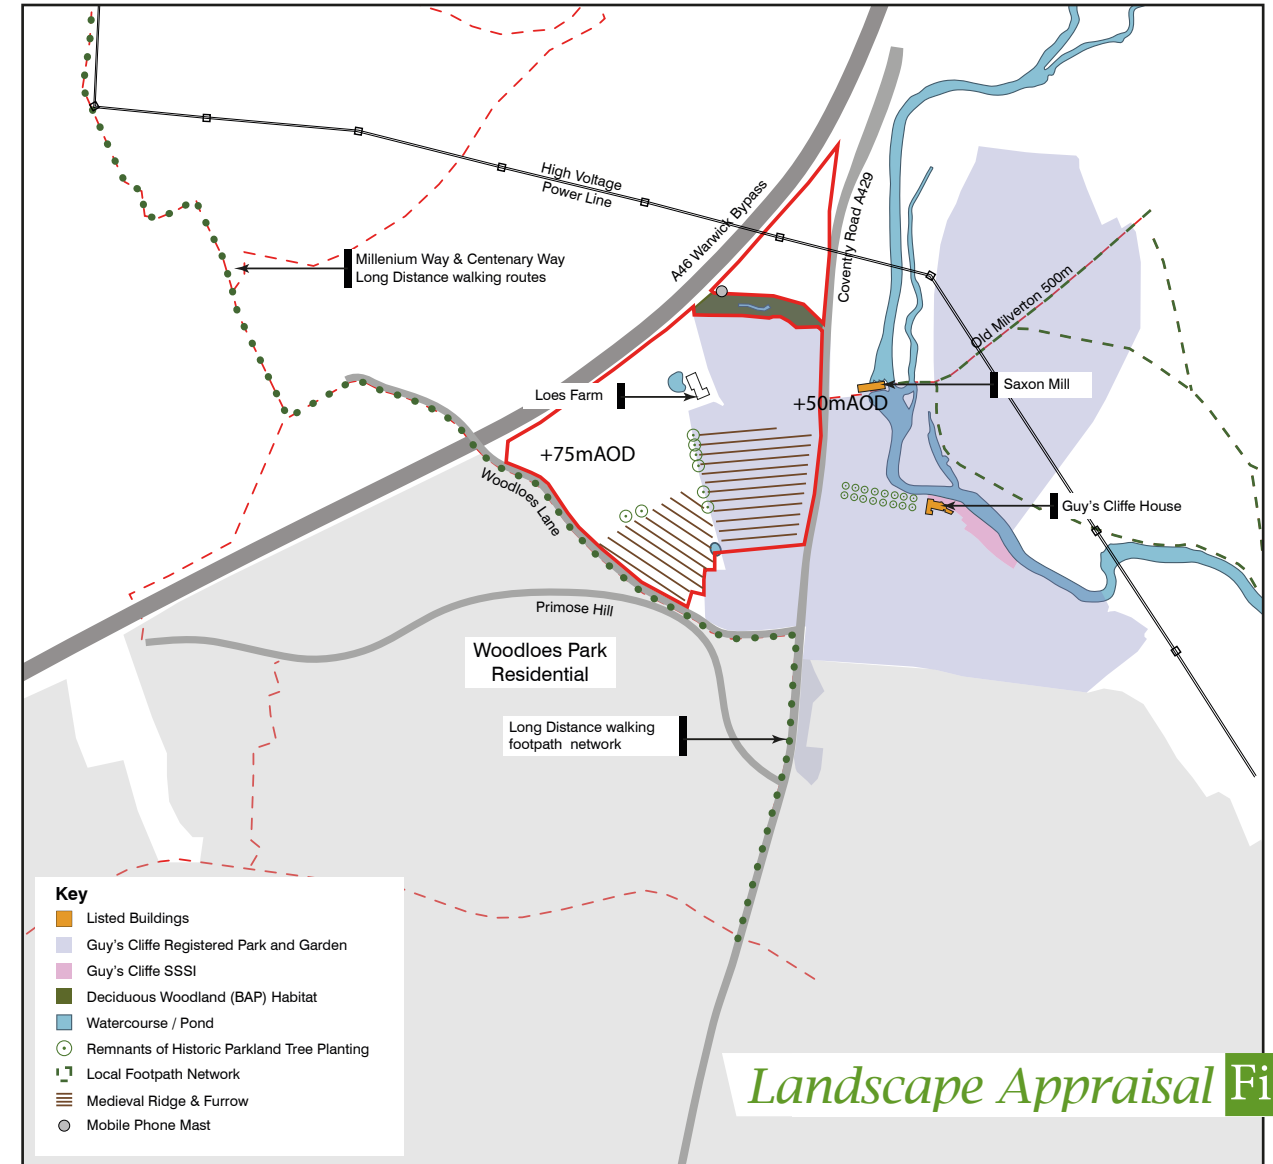 High Voltage
Power Line
A46 Warwick Bypass
Coventry Road A429
Millenium Way & Centenary Way
Long Distance walking routes
Old Milverton 500m
Loes Farm
Saxon Mill
+50mAOD
+75mAOD
Woodloes Lane
Guy's Cliffe House
Primose Hill
Woodloes Park
Residential
Long Distance walking
footpath network
Key
Listed Buildings
Guy's Cliffe Registered Park and Garden
Guy's Cliffe SSSI
Deciduous Woodland (BAP) Habitat
Watercourse / Pond
Remnants of Historic Parkland Tree Planting
Local Footpath Network
Medieval Ridge & Furrow
Mobile Phone Mast
Landscape Appraisal Fi